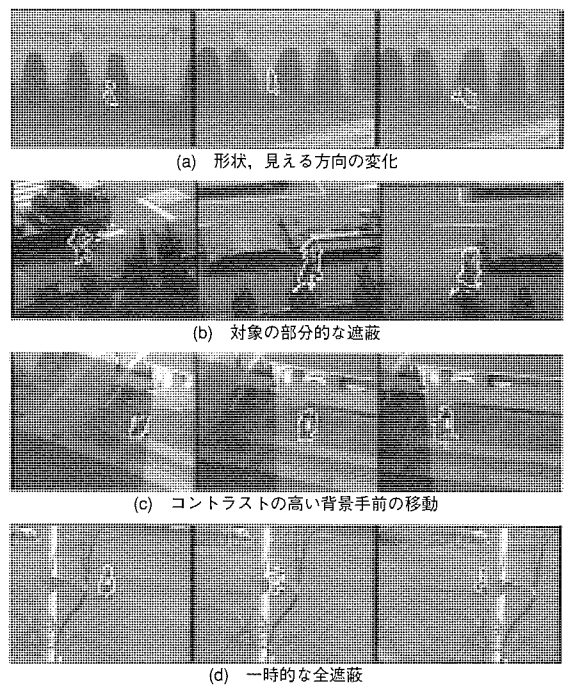 (a) 形状，見える方向の変化
(b) 対象の部分的な遮蔽
(c) コントラストの高い背景手前の移動
(d) 一時的な全遮蔽